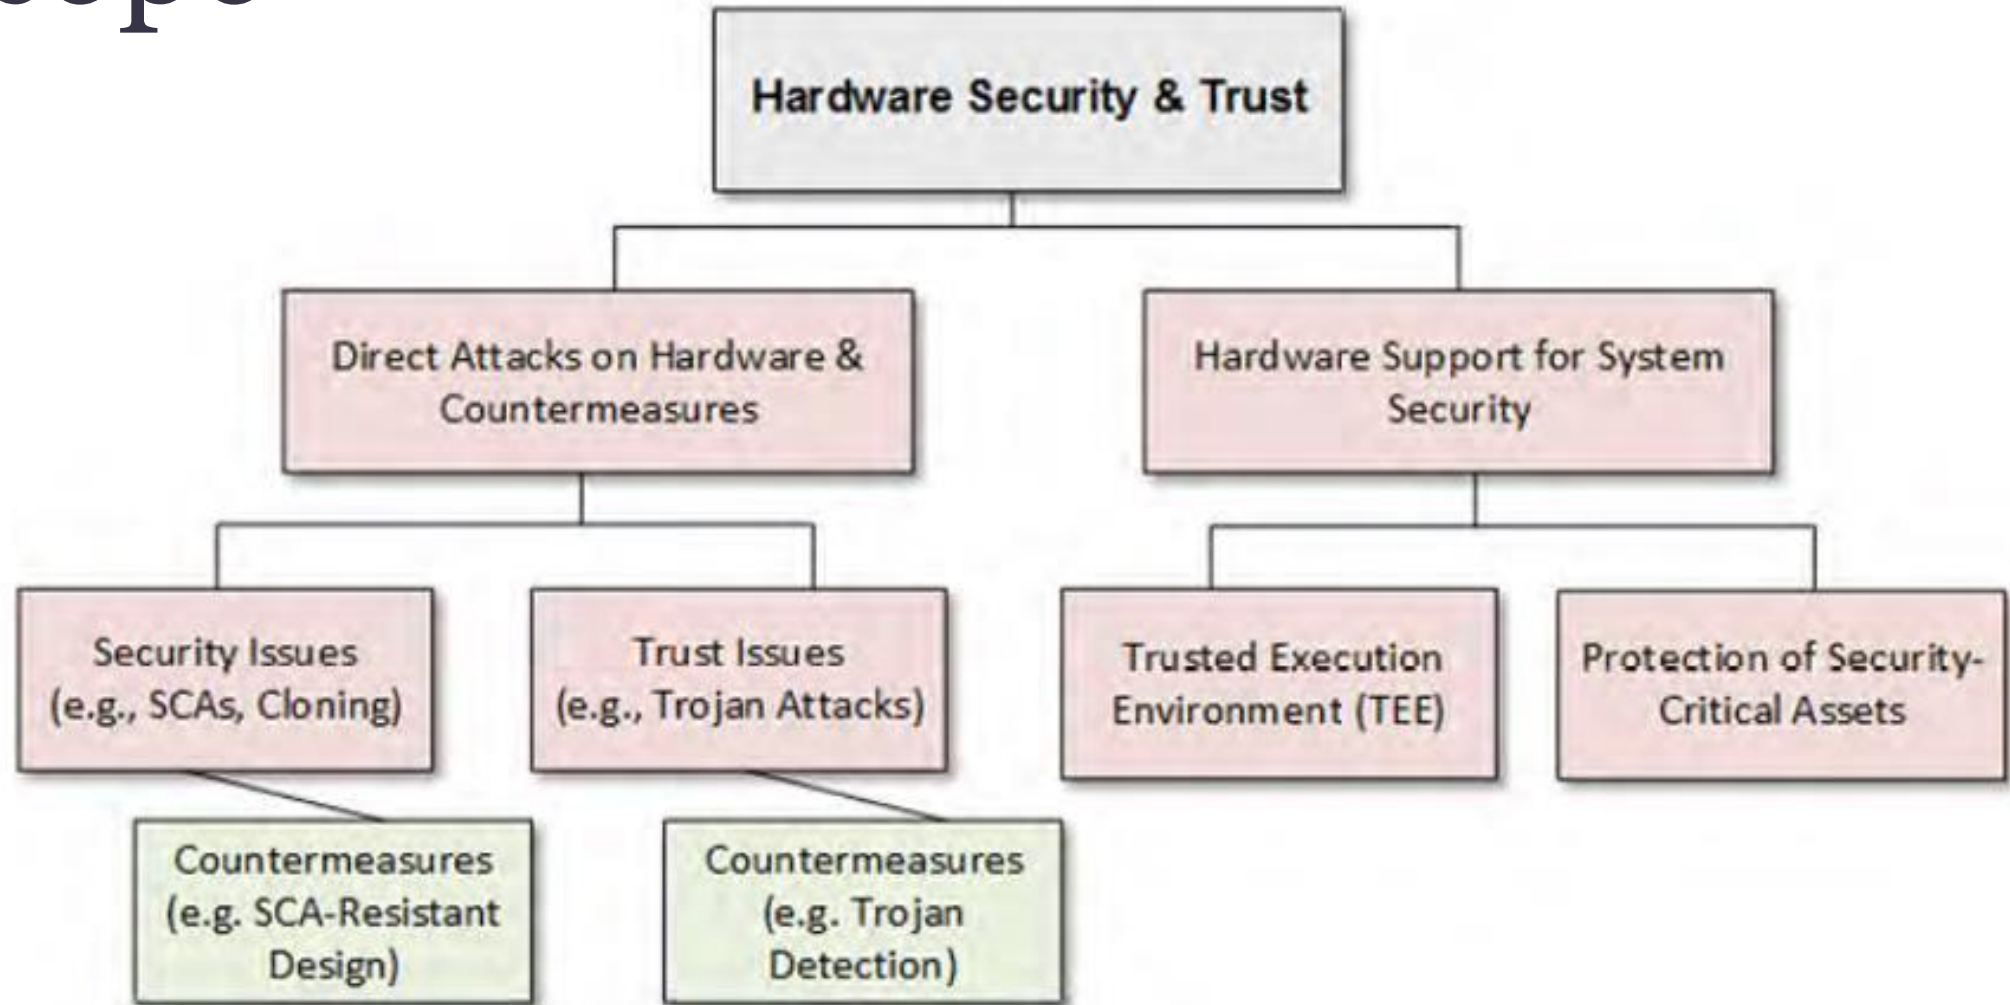 Hardware Security & Trust
Direct Attacks on Hardware &
Countermeasures
Hardware Support for System
Security
Security Issues
(e.g., SCAs, Cloning)
Trust Issues
(e.g., Trojan Attacks)
Trusted Execution
Environment (TEE)
Protection of Security-
Critical Assets
Countermeasures
(e.g. SCA-Resistant
Design)
Countermeasures
(e.g. Trojan
Detection)